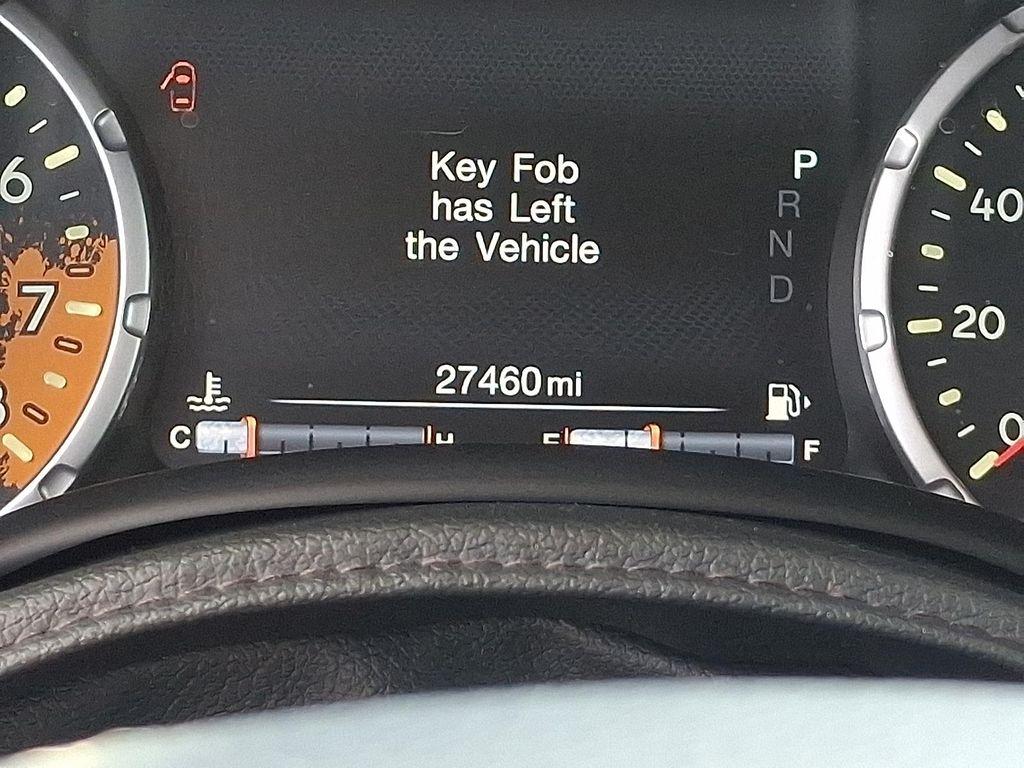 6
7
Key Fob
has Left
the Vehicle
P
R
N
D
40
20
0
27460 mi
C H
E F